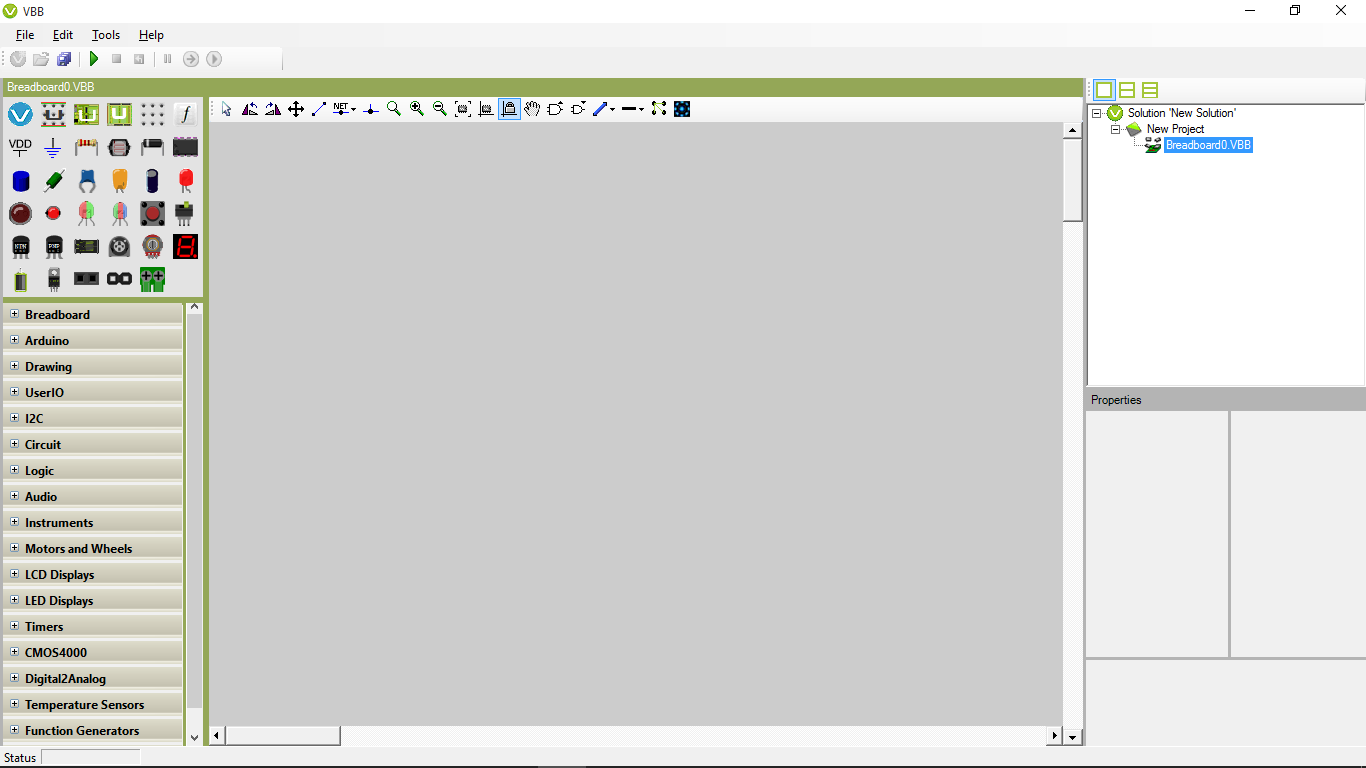 VBB
File Edit Tools Help
Breadboard0.VBB
NET
VDD
NPN PNP
Breadboard
Arduino
Drawing
UserIO
I2C
Circuit
Logic
Audio
Instruments
Motors and Wheels
LCD Displays
LED Displays
Timers
CMOS4000
Digital2Analog
Temperature Sensors
Function Generators
Solution 'New Solution'
New Project
Breadboard0.VBB
Properties
Status